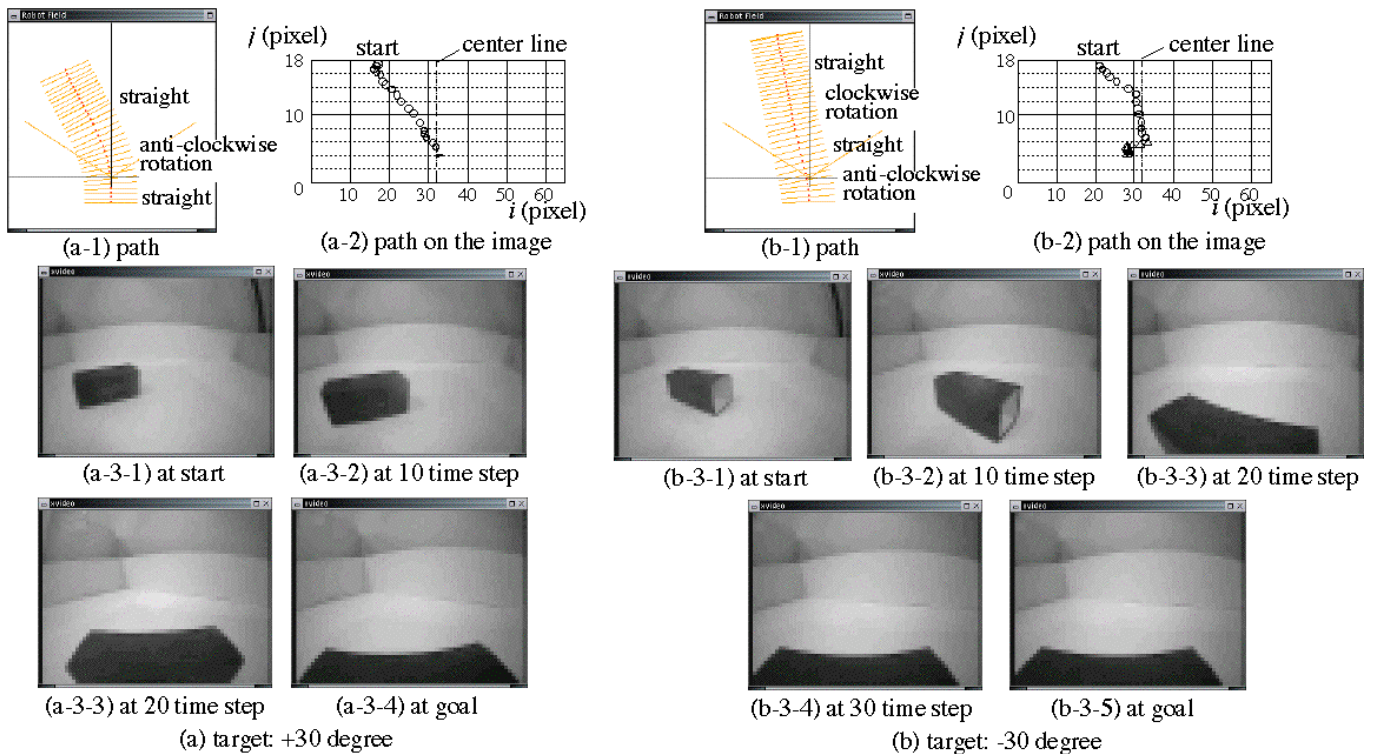 Robot Field
straight
anti-clockwise
rotation
straight
(a-1) path
j (pixel)
start
center line
18
10
0
10 20 30 40 50 60
i (pixel)
(a-2) path on the image
Robot Field
straight
clockwise
rotation
straight
anti-clockwise
rotation
(b-1) path
j (pixel)
start
center line
18
10
0
10 20 30 40 50 60
i (pixel)
(b-2) path on the image
xvideo
(a-3-1) at start
xvideo
(a-3-2) at 10 time step
xvideo
(b-3-1) at start
xvideo
(b-3-2) at 10 time step
xvideo
(b-3-3) at 20 time step
xvideo
(a-3-3) at 20 time step
xvideo
(a-3-4) at goal
xvideo
(b-3-4) at 30 time step
xvideo
(b-3-5) at goal
(a) target: +30 degree
(b) target: -30 degree